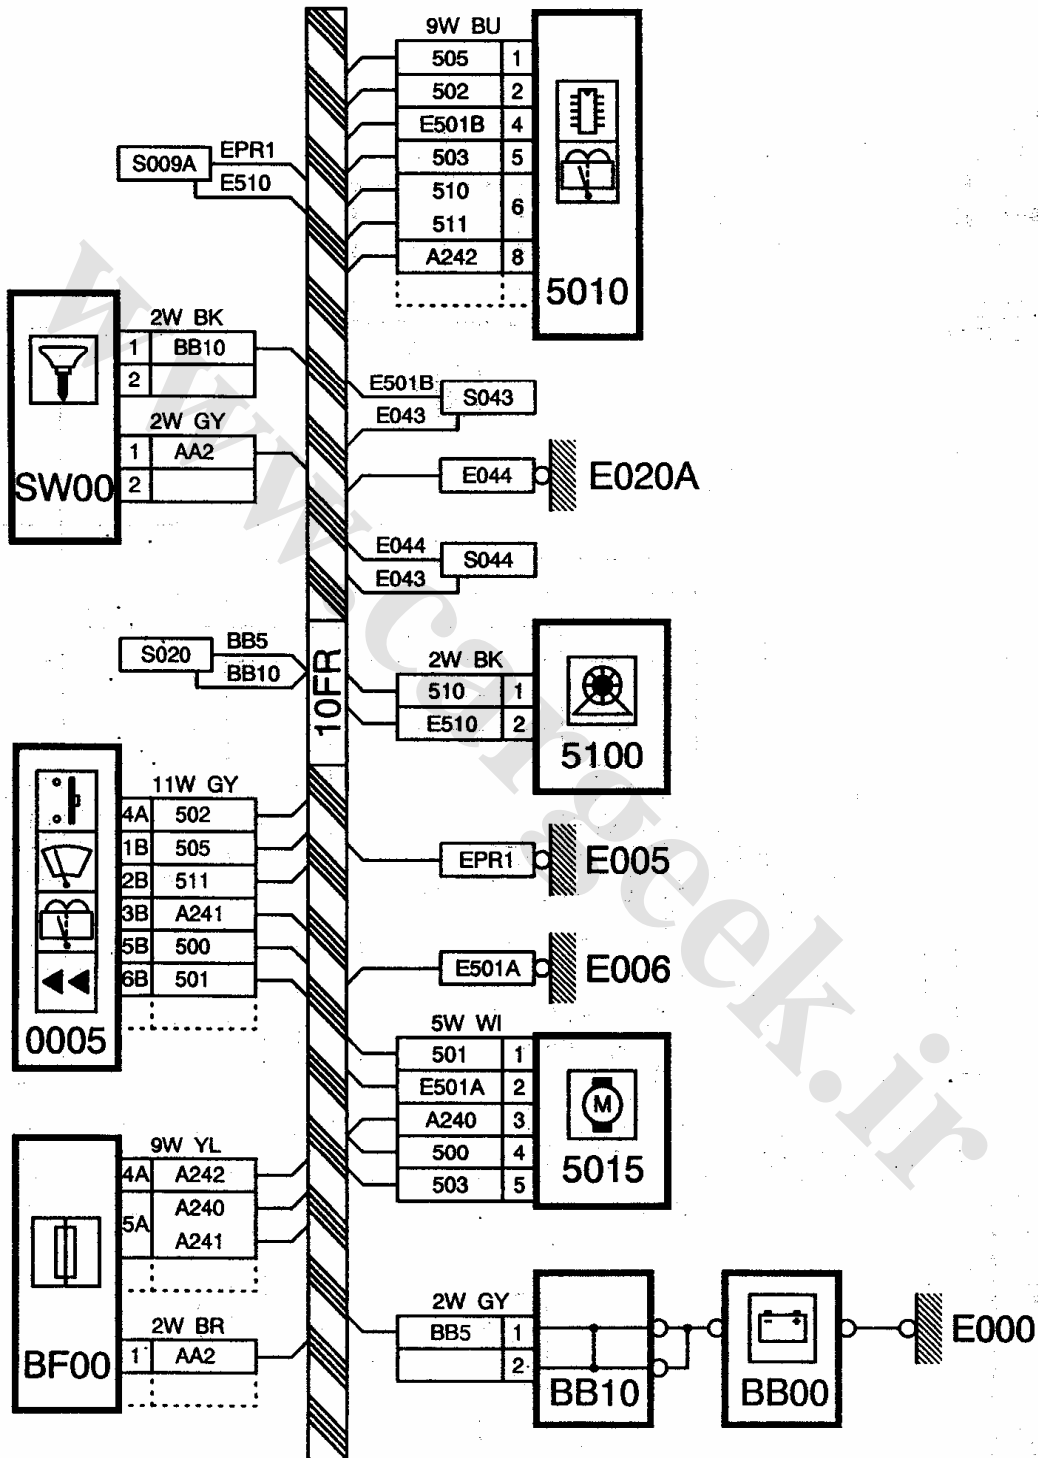 9W BU
505 1
502 2
E501B 4
503 5
510
6
511
A242 8
5010
S009A
EPR1
E510
2W BK
1 BB10
2
2W GY
1 AA2
2
SW00
E501B
S043
E043
E044
E020A
E044
S044
E043
S020
BB5
BB10
10FR
2W BK
510 1
E510 2
5100
11W GY
4A 502
1B 505
2B 511
3B A241
5B 500
6B 501
0005
EPR1
E005
E501A
E006
5W WI
501 1
E501A 2
A240 3
500 4
503 5
M
5015
9W YL
4A A242
A240
5A
A241
2W BR
1 AA2
BF00
2W GY
BB5 1
2
BB10
BB00
E000
www.cargeek.ir